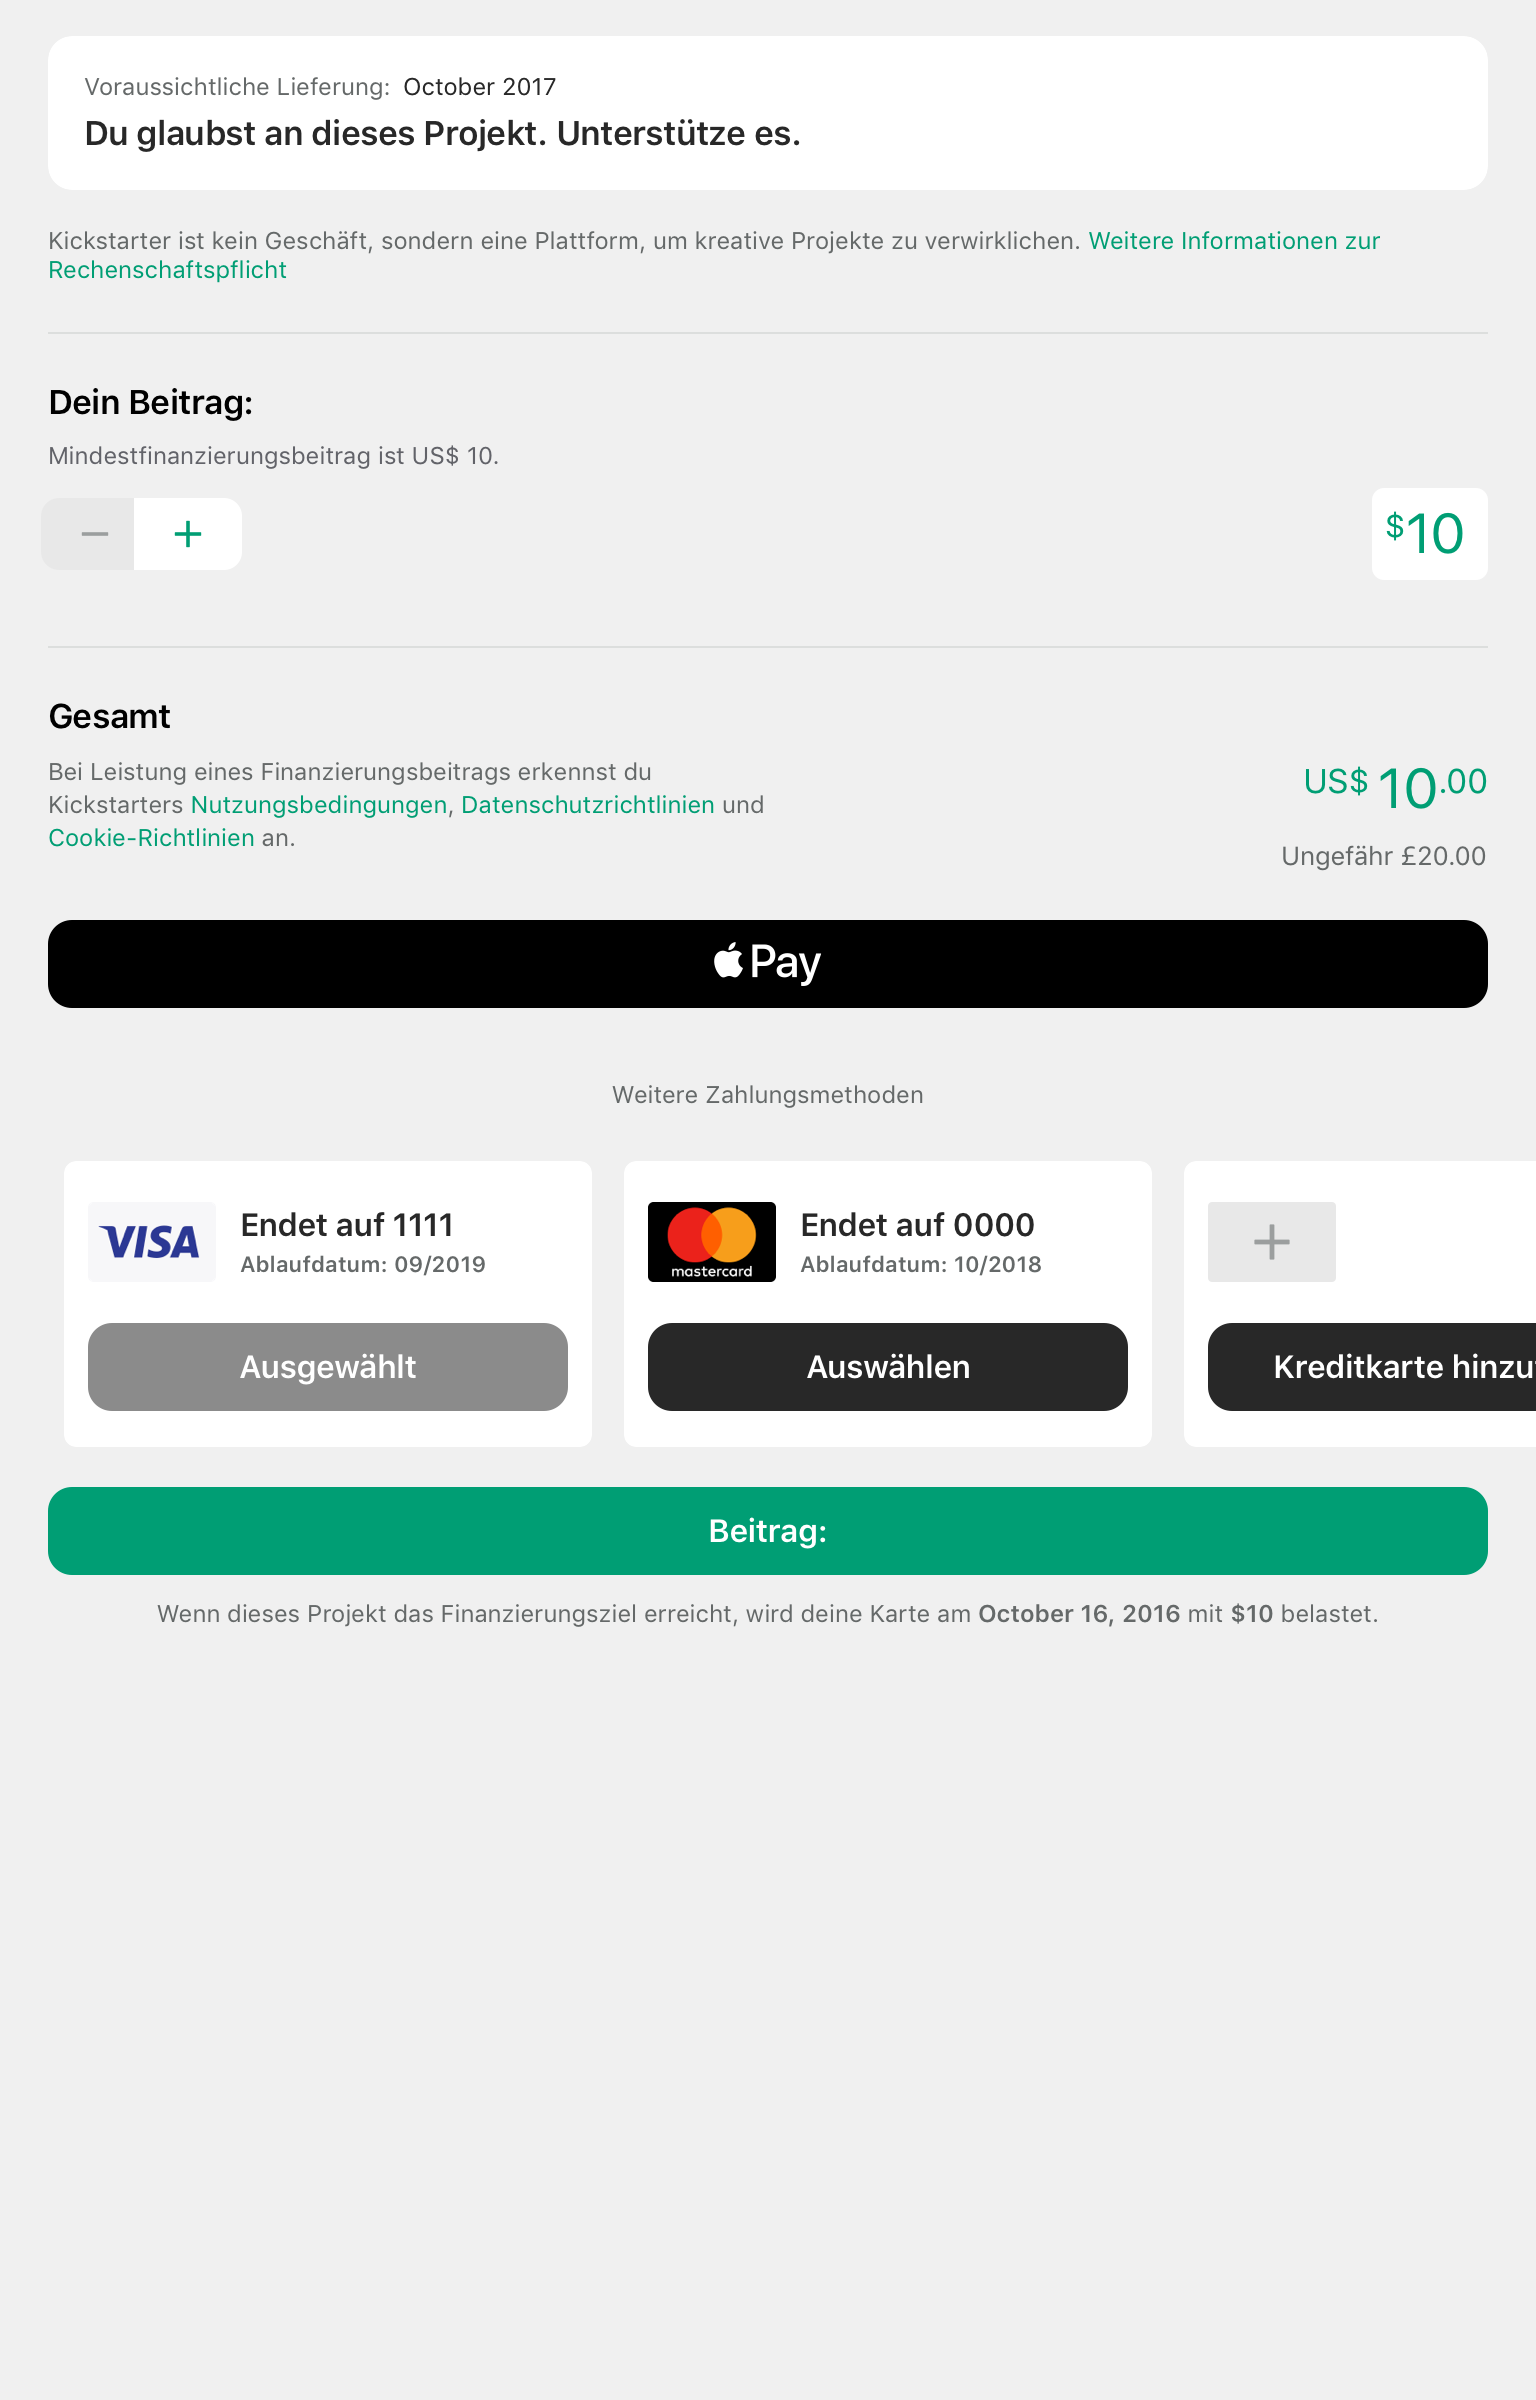 Voraussichtliche Lieferung: October 2017
Du glaubst an dieses Projekt. Unterstütze es.
Kickstarter ist kein Geschäft, sondern eine Plattform, um kreative Projekte zu verwirklichen. Weitere Informationen zur
Rechenschaftspflicht
Dein Beitrag:
Mindestfinanzierungsbeitrag ist US$ 10.
$10
Gesamt
Bei Leistung eines Finanzierungsbeitrags erkennst du
Kickstarters Nutzungsbedingungen, Datenschutzrichtlinien und
Cookie-Richtlinien an.
US$ 10.00
Ungefähr £20.00
Pay
Weitere Zahlungsmethoden
VISA
Endet auf 1111
Ablaufdatum: 09/2019
Ausgewählt
mastercard
Endet auf 0000
Ablaufdatum: 10/2018
Auswählen
Kreditkarte hinzu
Beitrag:
Wenn dieses Projekt das Finanzierungsziel erreicht, wird deine Karte am October 16, 2016 mit $10 belastet.